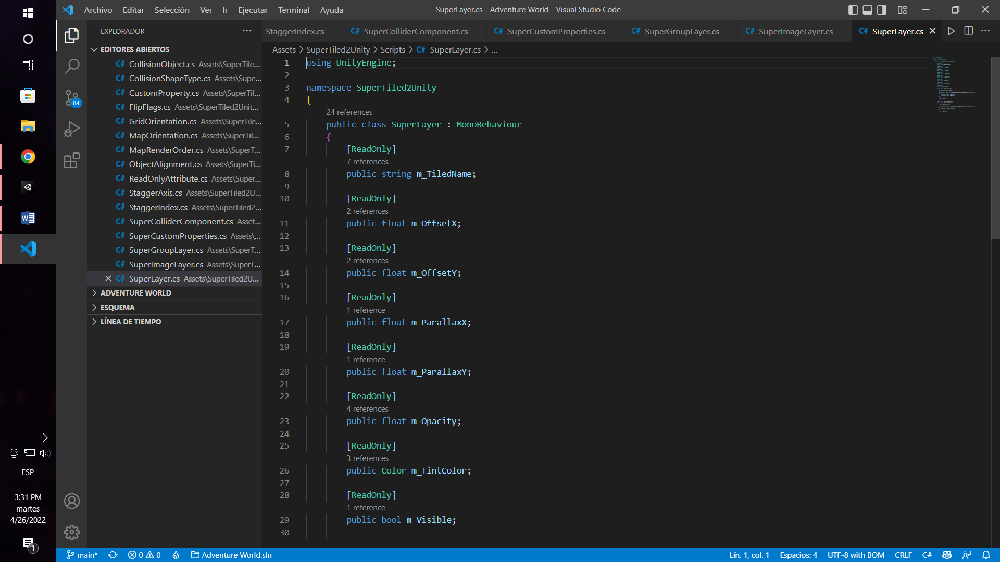 Archivo Editar Selección Ver Ir Ejecutar Terminal Ayuda
SuperLayer.cs - Adventure World - Visual Studio Code
EXPLORADOR
EDITORES ABIERTOS
C# CollisionObject.cs Assets\SuperTile...
C# CollisionShapeType.cs Assets\Supe...
C# CustomProperty.cs Assets\SuperTil...
C# FlipFlags.cs Assets\SuperTiled2Unit...
C# GridOrientation.cs Assets\SuperTile...
C# MapOrientation.cs Assets\SuperTil...
C# MapRenderOrder.cs Assets\SuperT...
C# ObjectAlignment.cs Assets\SuperTi...
C# ReadOnlyAttribute.cs Assets\Super...
C# StaggerAxis.cs Assets\SuperTiled2U...
C# StaggerIndex.cs Assets\SuperTiled2...
C# SuperColliderComponent.cs Asset...
C# SuperCustomProperties.cs Assets\...
C# SuperGroupLayer.cs Assets\SuperT...
C# SuperImageLayer.cs Assets\SuperT...
C# SuperLayer.cs Assets\SuperTiled2U...
ADVENTURE WORLD
ESQUEMA
LÍNEA DE TIEMPO
84
StaggerIndex.cs C# SuperColliderComponent.cs C# SuperCustomProperties.cs C# SuperGroupLayer.cs C# SuperImageLayer.cs C# SuperLayer.cs
Assets > SuperTiled2Unity > Scripts > C# SuperLayer.cs > ...
1 using UnityEngine;
2
3 namespace SuperTiled2Unity
4 {
24 references
5 public class SuperLayer : MonoBehaviour
6 {
7 [ReadOnly]
7 references
8 public string m_TiledName;
9
10 [ReadOnly]
2 references
11 public float m_OffsetX;
12
13 [ReadOnly]
2 references
14 public float m_OffsetY;
15
16 [ReadOnly]
1 reference
17 public float m_ParallaxX;
18
19 [ReadOnly]
1 reference
20 public float m_ParallaxY;
21
22 [ReadOnly]
4 references
23 public float m_Opacity;
24
25 [ReadOnly]
3 references
26 public Color m_TintColor;
27
28 [ReadOnly]
1 reference
29 public bool m_Visible;
30
ESP
3:31 PM
martes
4/26/2022
1
main* 0 0 Adventure World.sln
Lín. 1, col. 1 Espacios: 4 UTF-8 with BOM CRLF C#